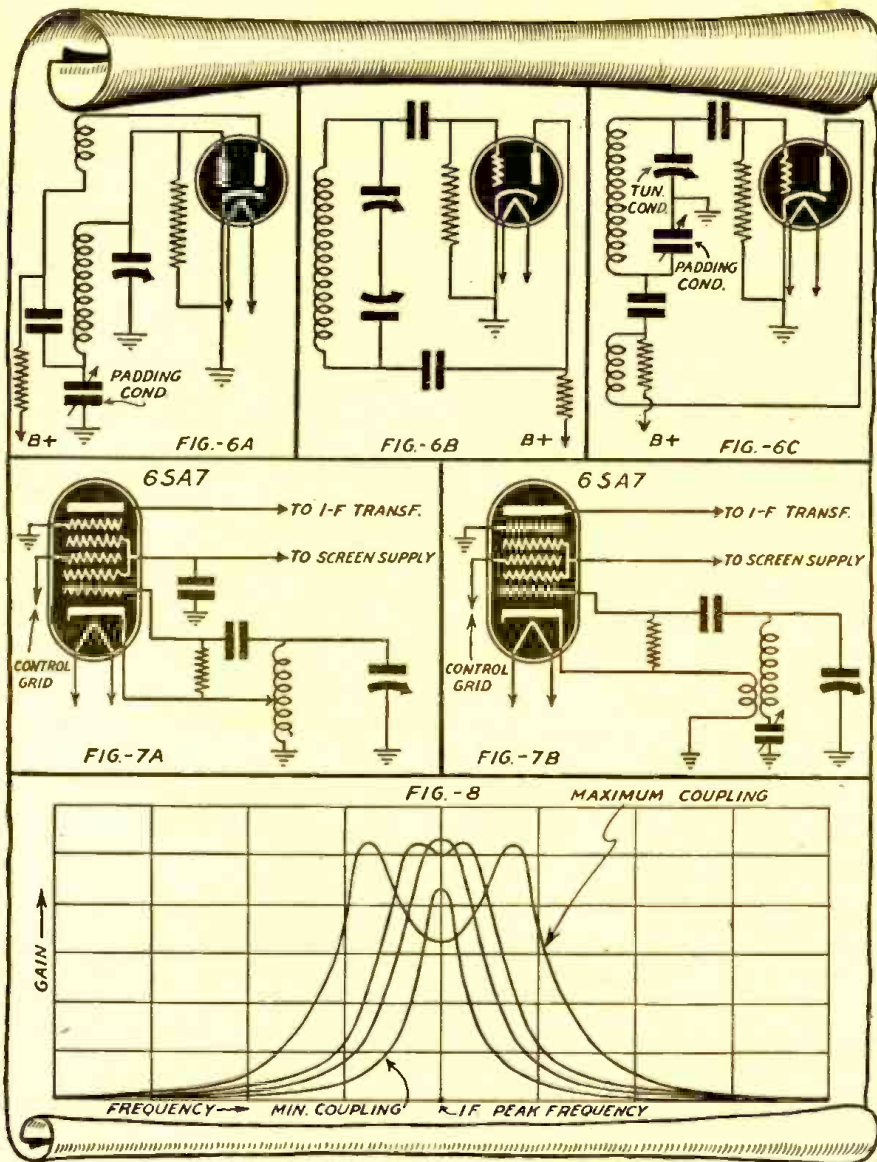 PADDING
COND.
B+
FIG.-6A
FIG.-6B
B+
TUN.
COND.
PADDING
COND.
B+
FIG.-6C
6SA7
TO I-F TRANSF.
TO SCREEN SUPPLY
CONTROL
GRID
FIG.-7A
6SA7
TO I-F TRANSF.
TO SCREEN SUPPLY
CONTROL
GRID
FIG.-7B
FIG.-8
MAXIMUM COUPLING
GAIN
FREQUENCY
MIN. COUPLING
I F PEAK FREQUENCY